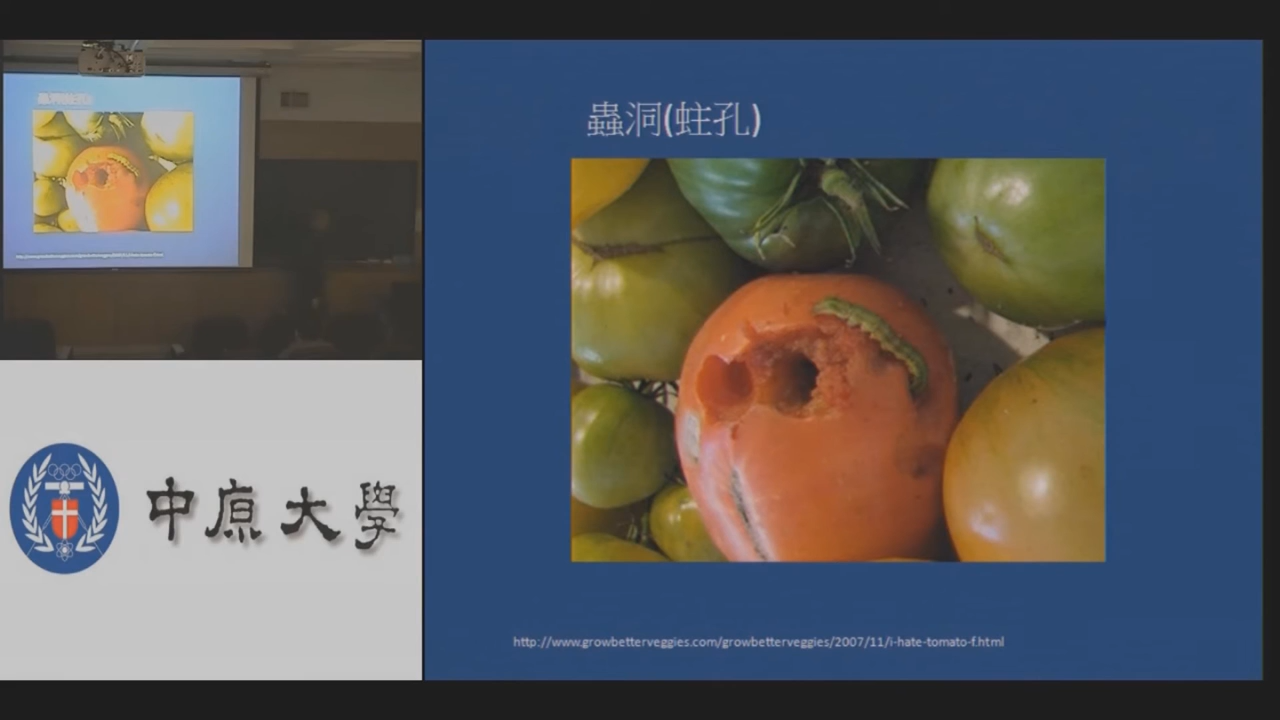 蟲洞(蛀孔)
http://www.growbetterveggies.com/growbetterveggies/2007/11/i-hate-tomato-f.html
中原大學